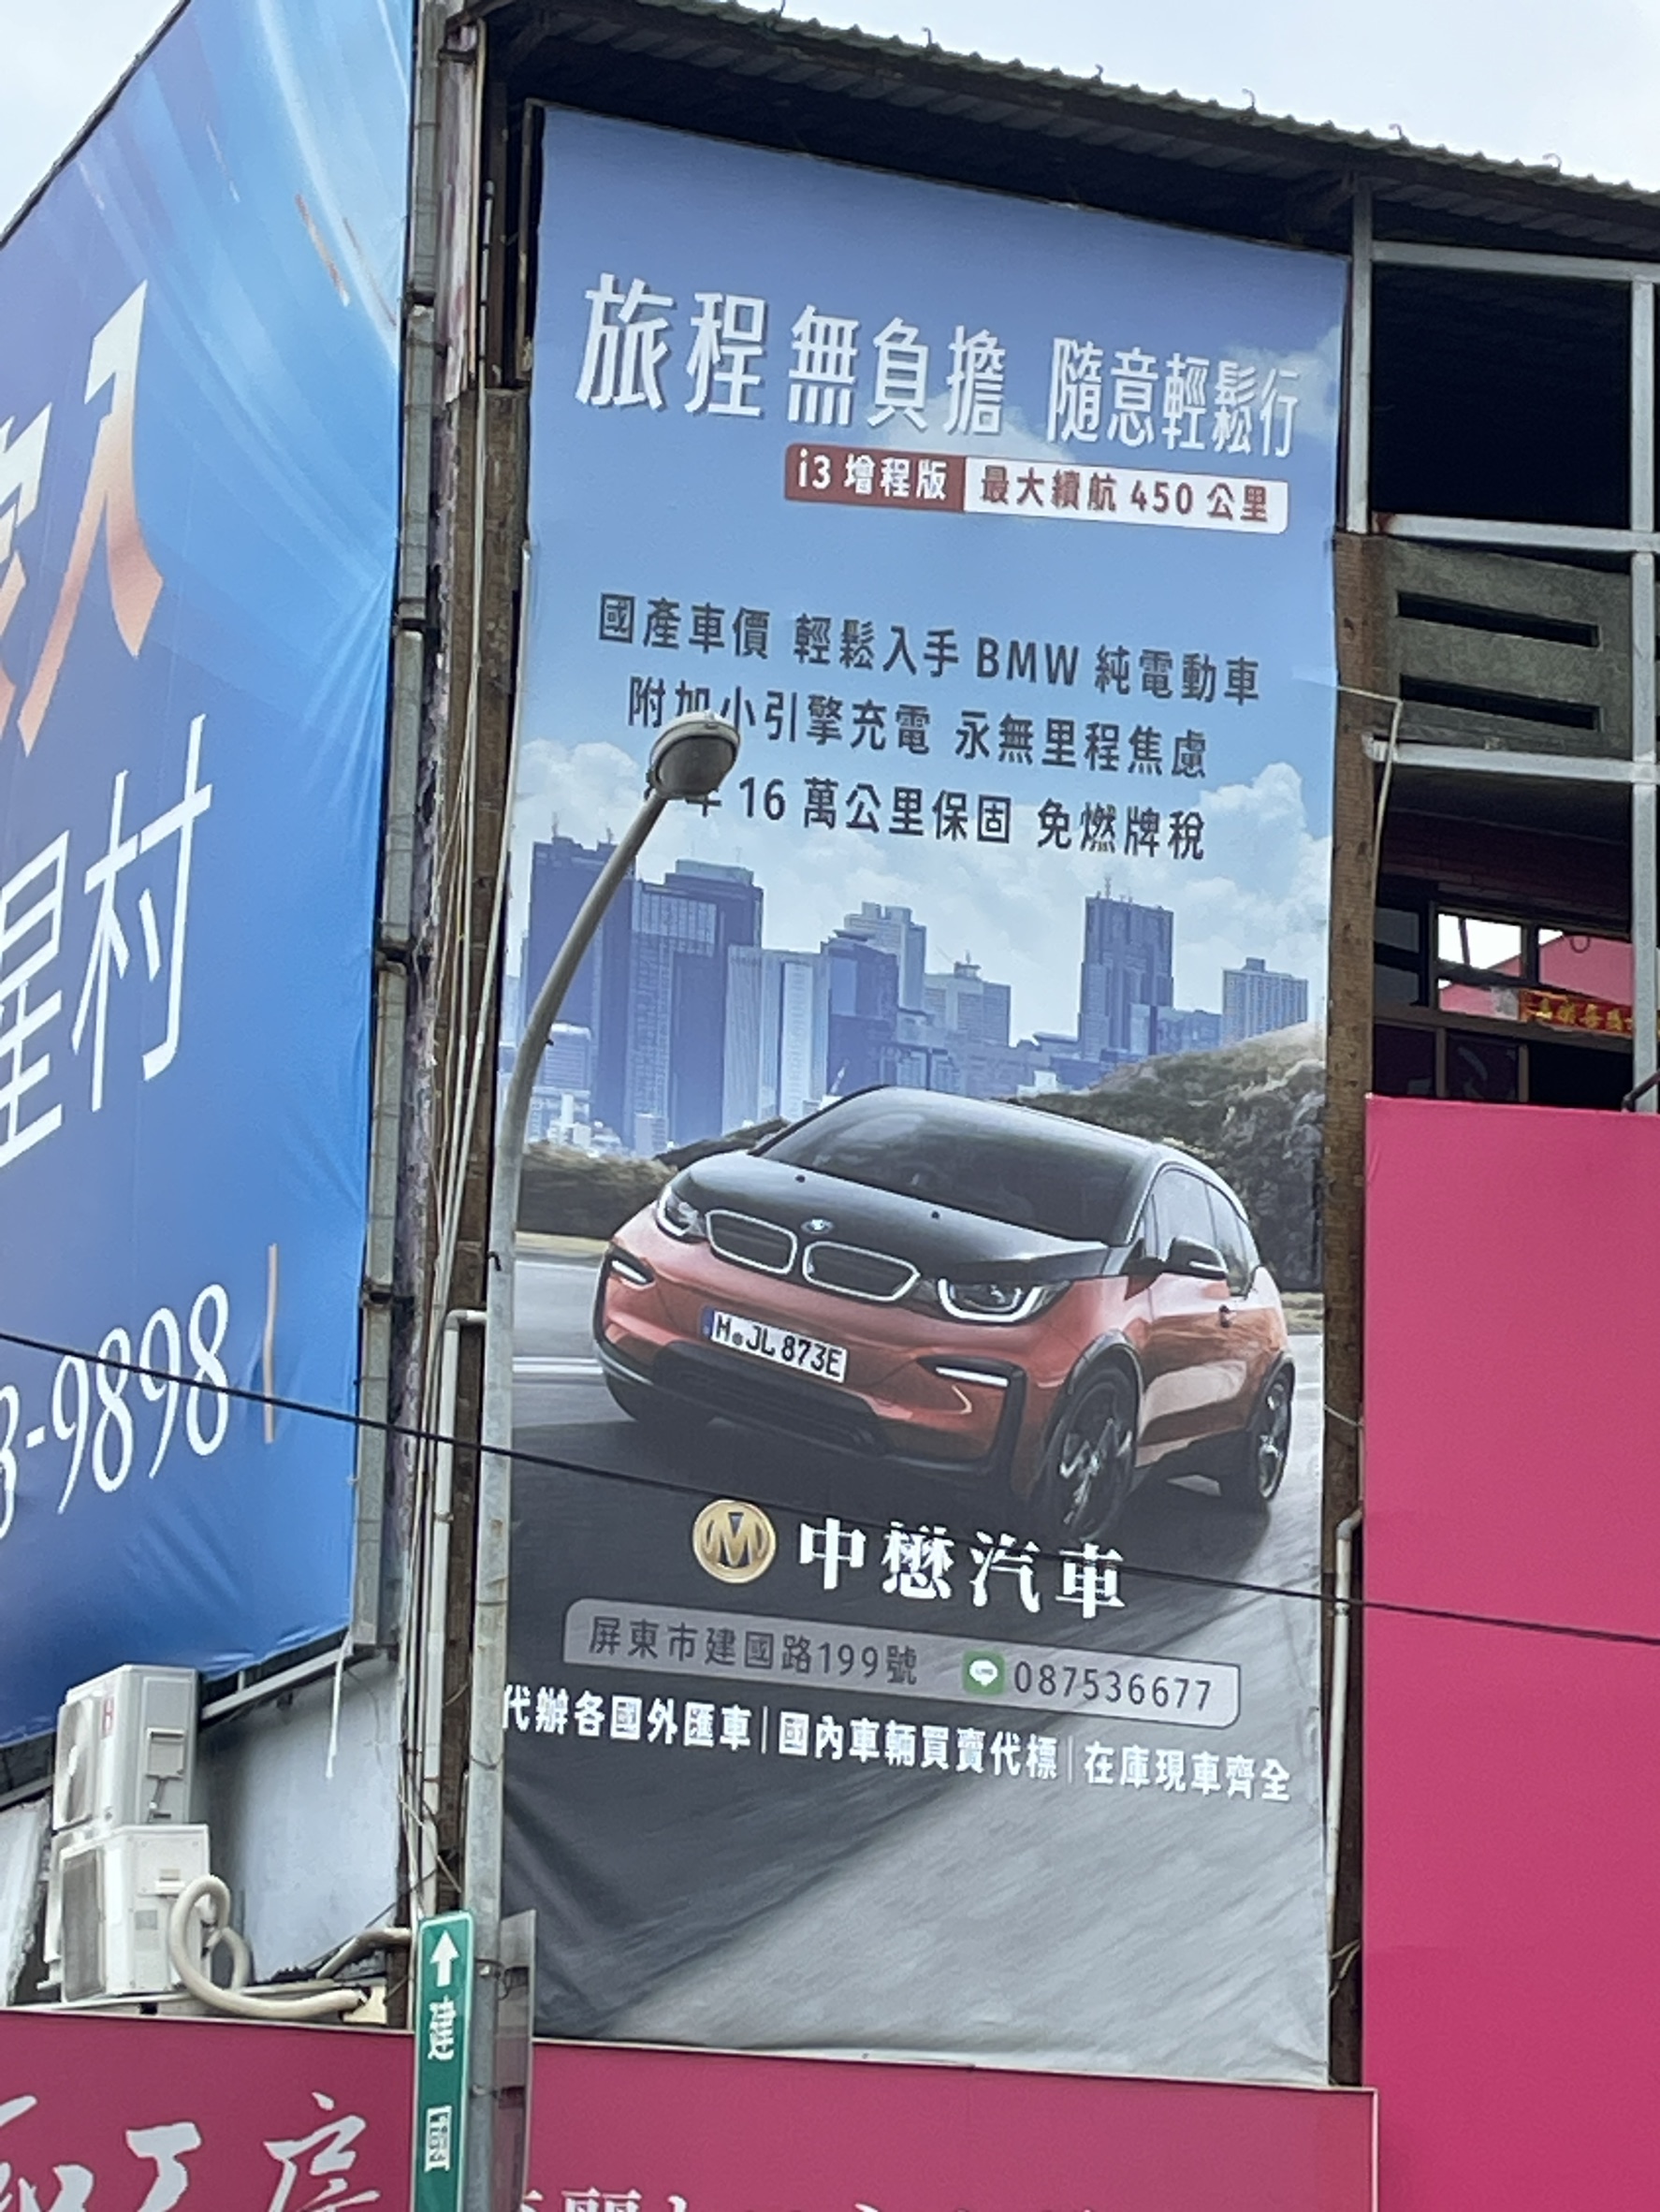 旅程無負擔 隨意輕鬆行
i3 增程版 最大續航 450 公里
國產車價 輕鬆入手 BMW 純電動車
附加小引擎充電 永無里程焦慮
年 16 萬公里保固 免燃牌稅
M JL 873E
中懋汽車
屏東市建國路199號 LINE 087536677
代辦各國外匯車|國內車輛買賣代標|在庫現車齊全
入
星村
3-9898
建國
工房